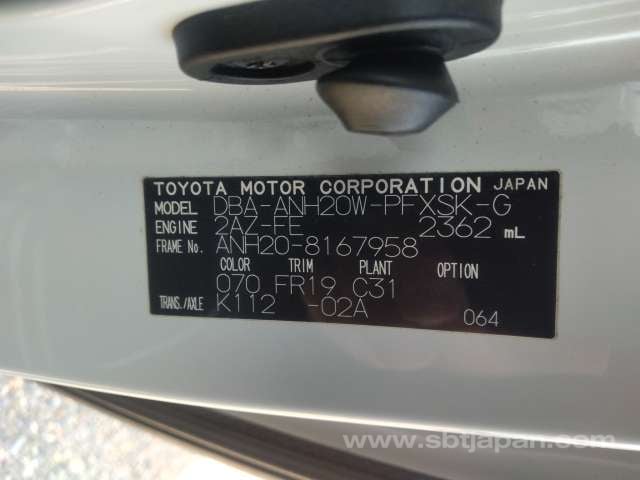 TOYOTA MOTOR CORPORATION JAPAN
MODEL DBA-ANH20W-PFXSK-G
ENGINE 2AZ-FE 2362 mL
FRAME No. ANH20-8167958
COLOR TRIM PLANT OPTION
070 FR19 C31
TRANS./AXLE K112 -02A 064
www.sbtjapan.com